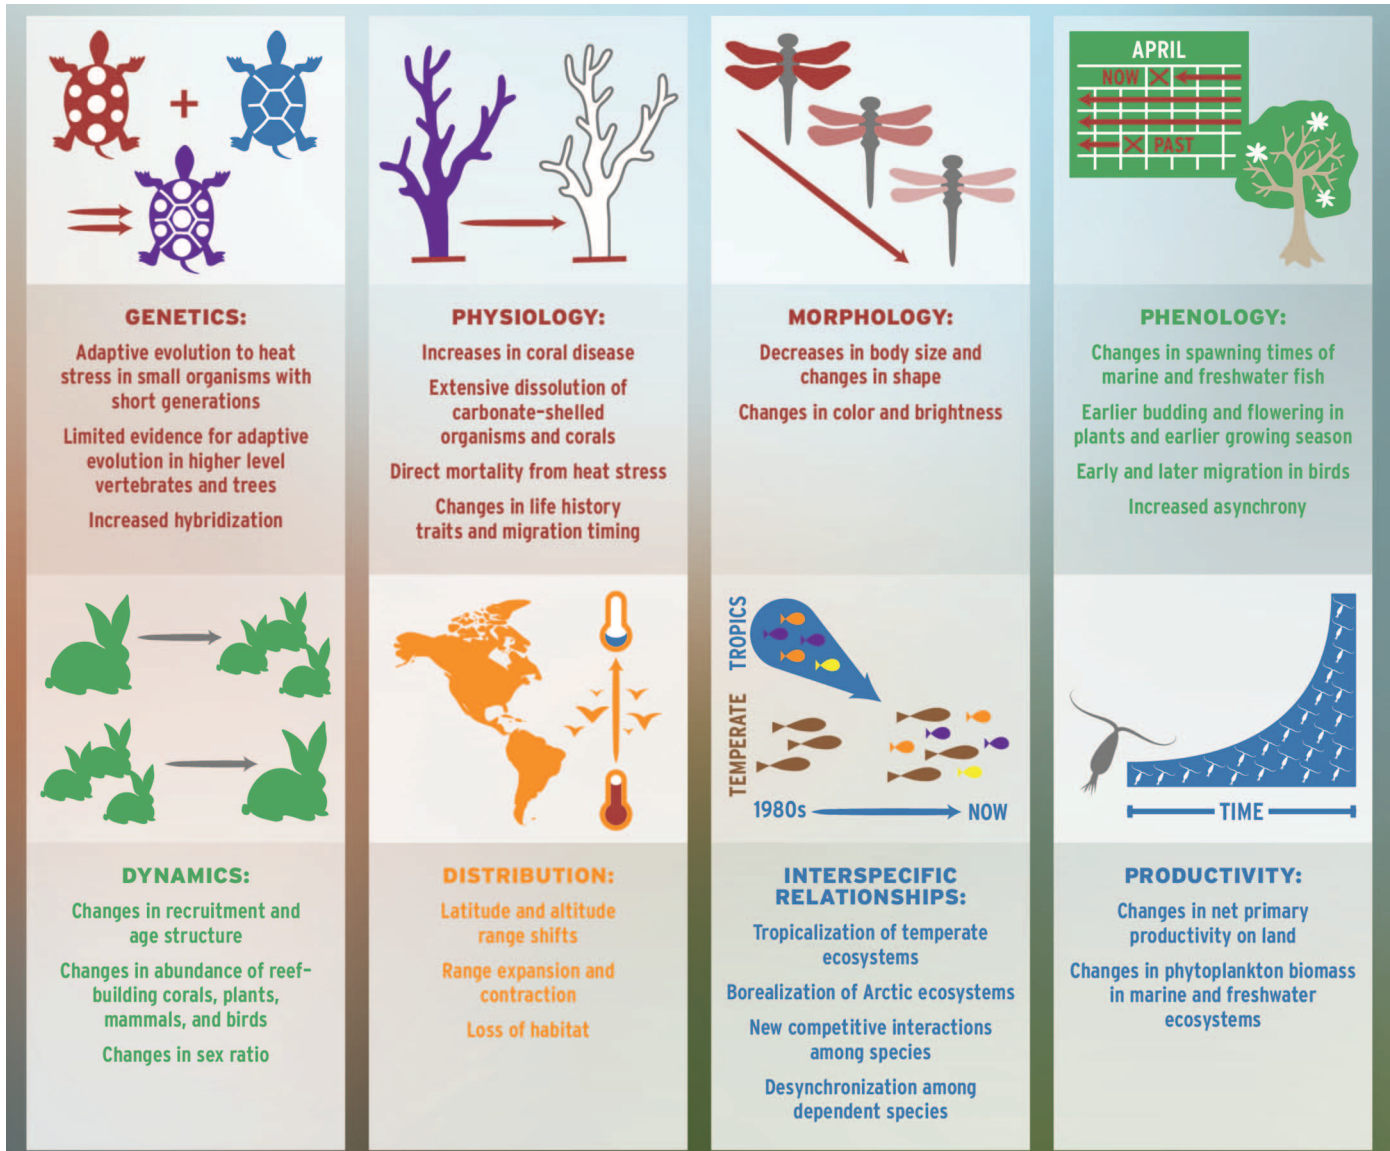 APRIL
NOW
PAST
GENETICS:
Adaptive evolution to heat
stress in small organisms with
short generations
Limited evidence for adaptive
evolution in higher level
vertebrates and trees
Increased hybridization
PHYSIOLOGY:
Increases in coral disease
Extensive dissolution of
carbonate-shelled
organisms and corals
Direct mortality from heat stress
Changes in life history
traits and migration timing
MORPHOLOGY:
Decreases in body size and
changes in shape
Changes in color and brightness
PHENOLOGY:
Changes in spawning times of
marine and freshwater fish
Earlier budding and flowering in
plants and earlier growing season
Early and later migration in birds
Increased asynchrony
TROPICS
TEMPERATE
1980s
NOW
TIME
DYNAMICS:
Changes in recruitment and
age structure
Changes in abundance of reef-
building corals, plants,
mammals, and birds
Changes in sex ratio
DISTRIBUTION:
Latitude and altitude
range shifts
Range expansion and
contraction
Loss of habitat
INTERSPECIFIC
RELATIONSHIPS:
Tropicalization of temperate
ecosystems
Borealization of Arctic ecosystems
New competitive interactions
among species
Desynchronization among
dependent species
PRODUCTIVITY:
Changes in net primary
productivity on land
Changes in phytoplankton biomass
in marine and freshwater
ecosystems